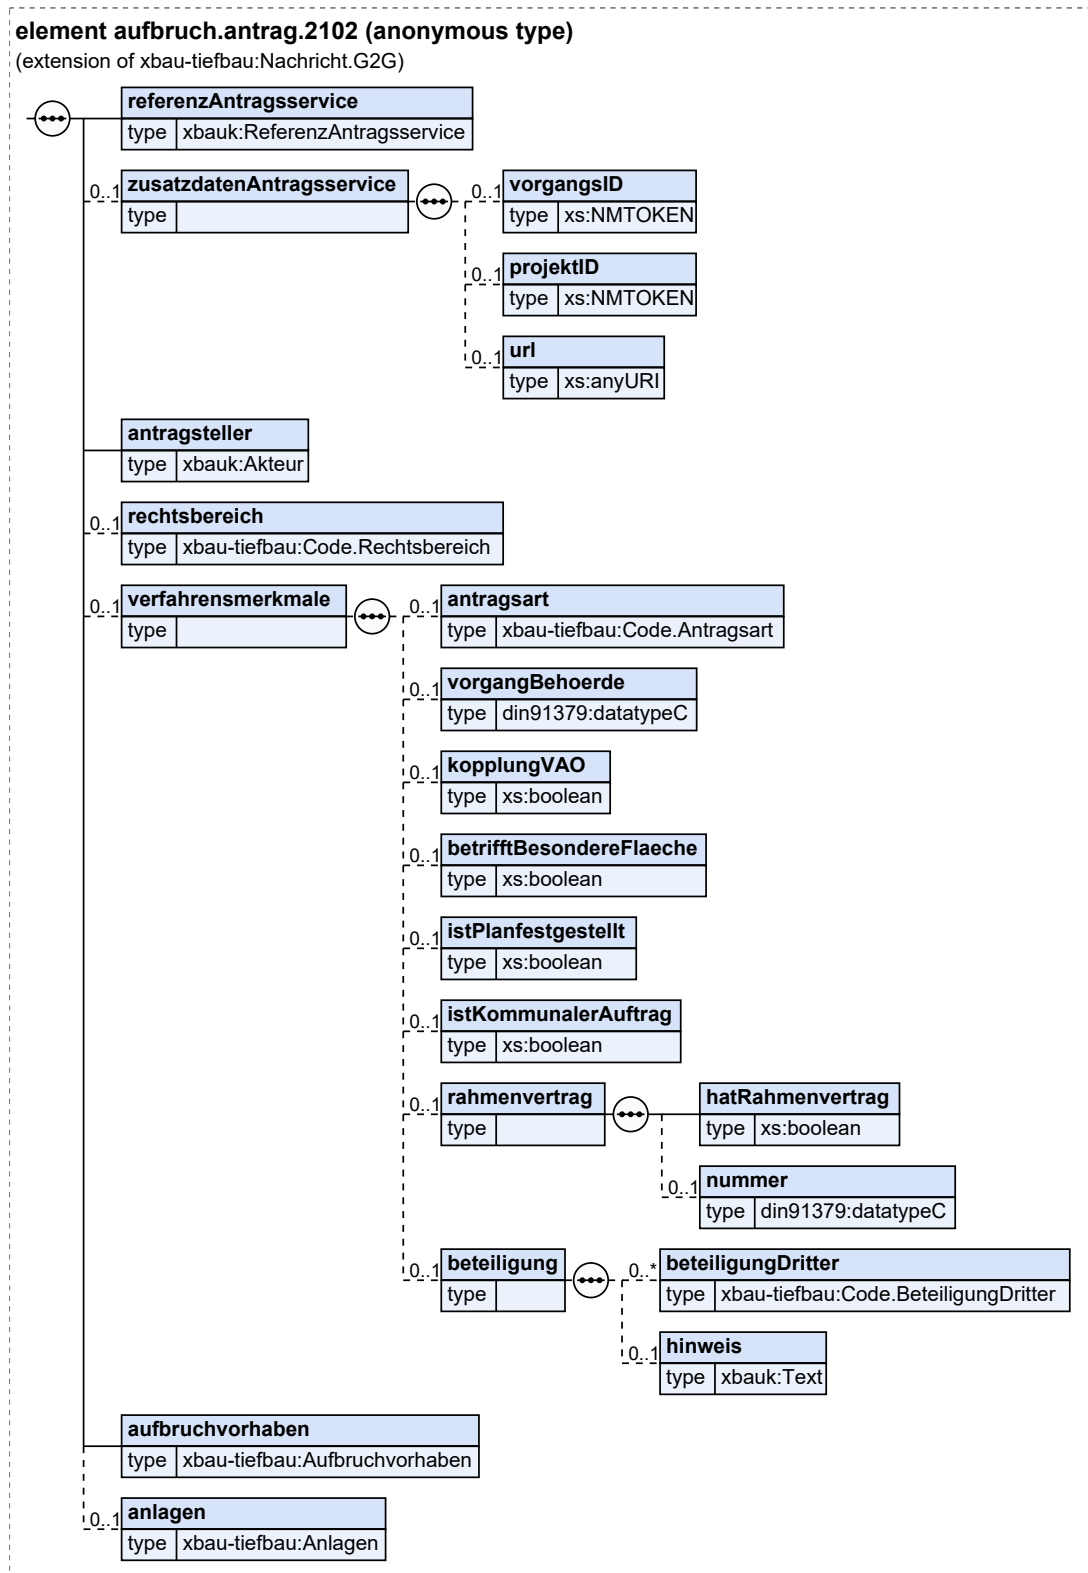 element aufbruch.antrag.2102 (anonymous type)
(extension of xbau-tiefbau:Nachricht.G2G)
referenzAntragsservice
type xbauk:ReferenzAntragsservice
0..1 zusatzdatenAntragsservice
type
0..1 vorgangsID
type xs:NMTOKEN
0..1 projektID
type xs:NMTOKEN
0..1 url
type xs:anyURI
antragsteller
type xbauk:Akteur
0..1 rechtsbereich
type xbau-tiefbau:Code.Rechtsbereich
0..1 verfahrensmerkmale
type
0..1 antragsart
type xbau-tiefbau:Code.Antragsart
0..1 vorgangBehoerde
type din91379:datatypeC
0..1 kopplungVAO
type xs:boolean
0..1 betrifftBesondereFlaeche
type xs:boolean
0..1 istPlanfestgestellt
type xs:boolean
0..1 istKommunalerAuftrag
type xs:boolean
0..1 rahmenvertrag
type
hatRahmenvertrag
type xs:boolean
0..1 nummer
type din91379:datatypeC
0..1 beteiligung
type
0..* beteiligungDritter
type xbau-tiefbau:Code.BeteiligungDritter
0..1 hinweis
type xbauk:Text
aufbruchvorhaben
type xbau-tiefbau:Aufbruchvorhaben
0..1 anlagen
type xbau-tiefbau:Anlagen